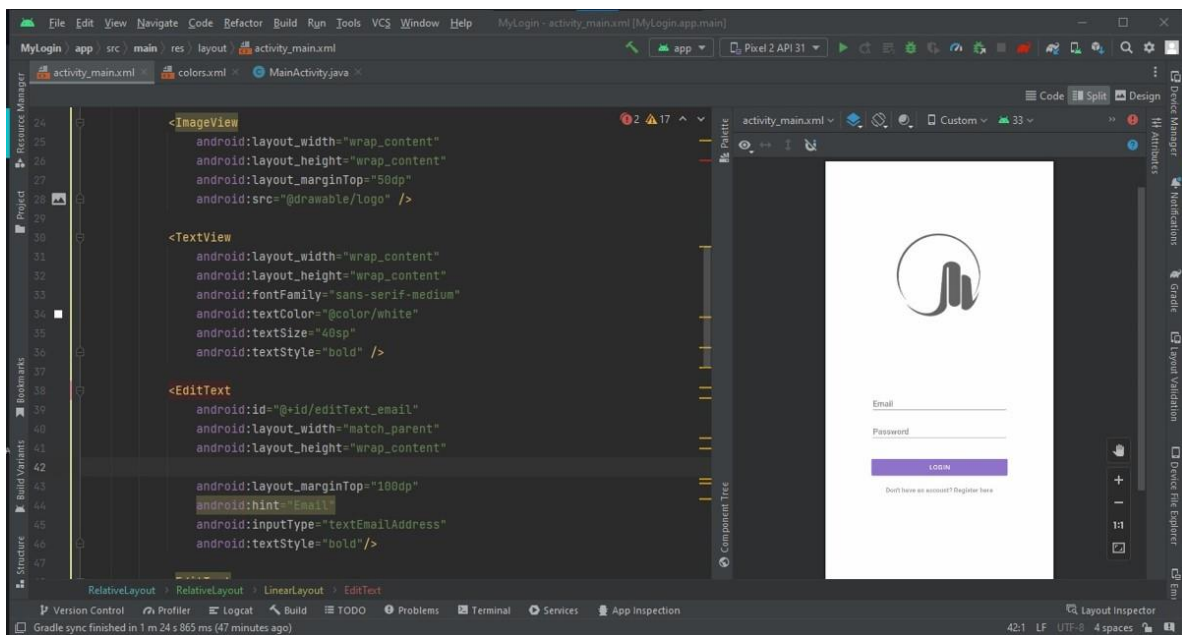 File Edit View Navigate Code Refactor Build Run Tools VCS Window Help MyLogin - activity_main.xml [MyLogin.app.main]
MyLogin app src main res layout activity_main.xml app Pixel 2 API 31
activity_main.xml colors.xml MainActivity.java
Code Split Design
2 17
activity_main.xml Custom 33
24 <ImageView
25 android:layout_width="wrap_content"
26 android:layout_height="wrap_content"
27 android:layout_marginTop="50dp"
28 android:src="@drawable/logo" />
29
30 <TextView
31 android:layout_width="wrap_content"
32 android:layout_height="wrap_content"
33 android:fontFamily="sans-serif-medium"
34 android:textColor="@color/white"
35 android:textSize="40sp"
36 android:textStyle="bold" />
37
38 <EditText
39 android:id="@+id/editText_email"
40 android:layout_width="match_parent"
41 android:layout_height="wrap_content"
42
43 android:layout_marginTop="100dp"
44 android:hint="Email"
45 android:inputType="textEmailAddress"
46 android:textStyle="bold"/>
47
Resource Manager
Project
Bookmarks
Build Variants
Structure
Palette
Component Tree
Email
Password
LOGIN
Don't have an account? Register here
1:1
Attributes
Device Manager
Notifications
Gradle
Layout Validation
Device File Explorer
RelativeLayout RelativeLayout LinearLayout EditText
Version Control Profiler Logcat Build TODO Problems Terminal Services App Inspection Layout Inspector
Gradle sync finished in 1 m 24 s 865 ms (47 minutes ago) 42:1 LF UTF-8 4 spaces